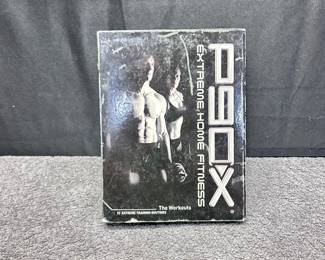 P90X
EXTREME HOME FITNESS
The Workouts
12 EXTREME TRAINING ROUTINES